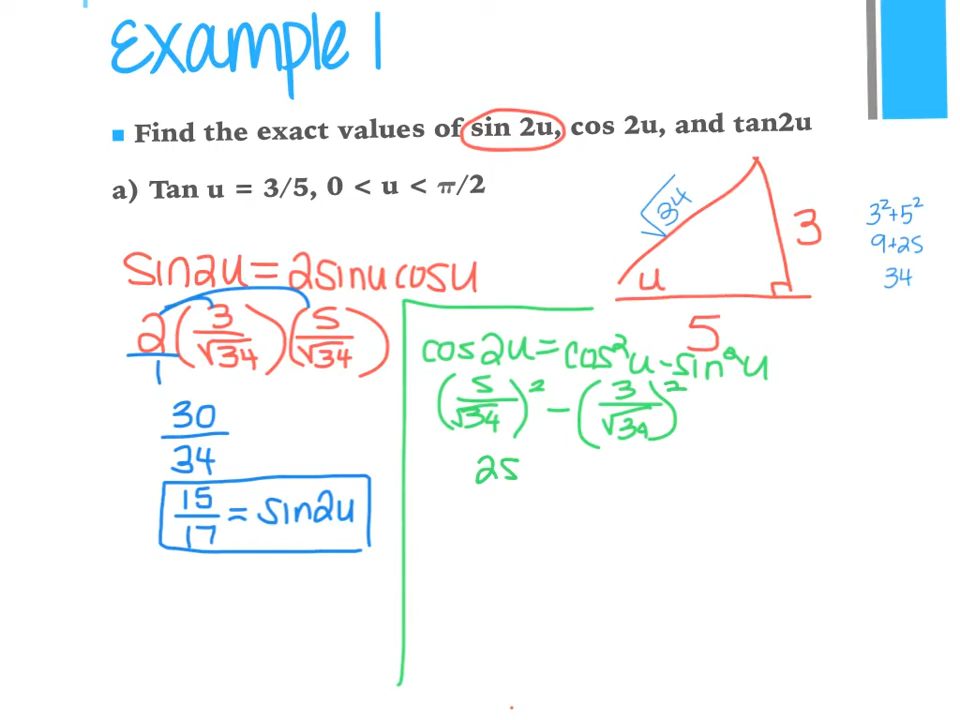 Example 1
Find the exact values of sin 2u, cos 2u, and tan2u
a) Tan u = 3/5, 0 < u < π/2
√34
3
u
5
3²+5²
9+25
34
sin2u = 2sinucosu
2(3/√34)(5/√34)
1
30/34
15/17 = sin2u
cos2u = cos²u - sin²u
(5/√34)² - (3/√34)²
25